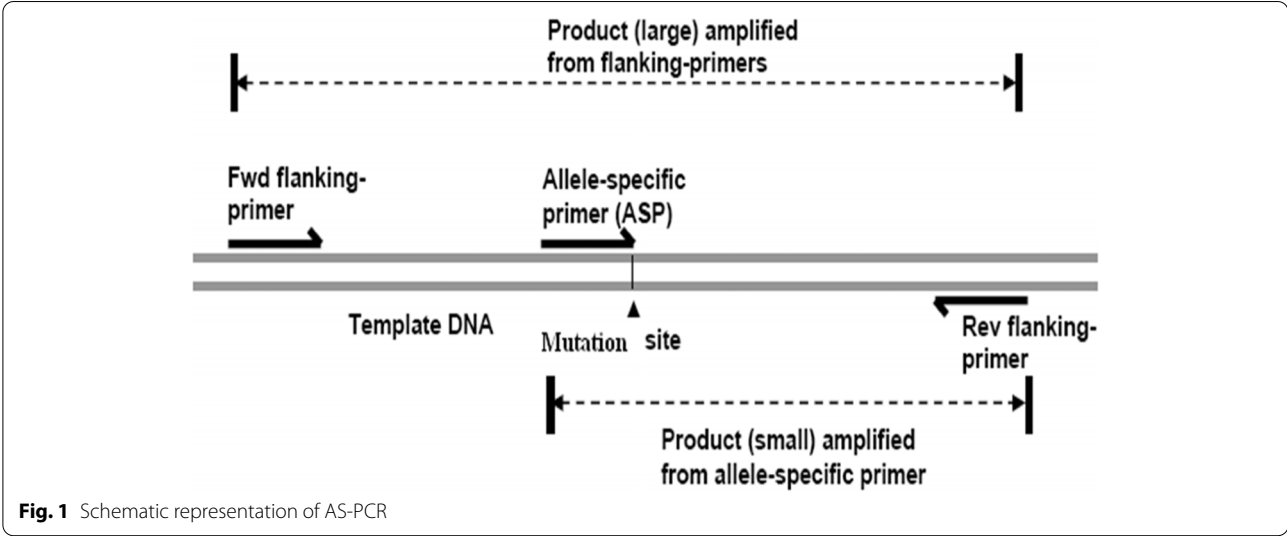 Product (large) amplified
from flanking-primers
Fwd flanking-
primer
Allele-specific
primer (ASP)
Template DNA
Mutation site
Rev flanking-
primer
Product (small) amplified
from allele-specific primer
Fig. 1 Schematic representation of AS-PCR